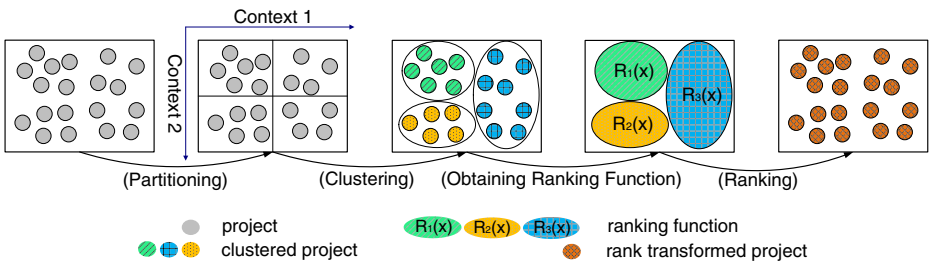 Context 1
Context 2
R1(x)
R2(x)
R3(x)
(Partitioning)
(Clustering)
(Obtaining Ranking Function)
(Ranking)
project
R1(x) R2(x) R3(x) ranking function
clustered project
rank transformed project